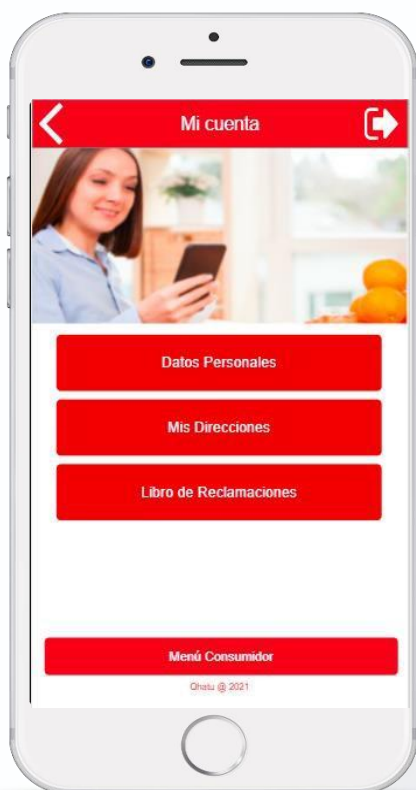 Mi cuenta
Datos Personales
Mis Direcciones
Libro de Reclamaciones
Menú Consumidor
Qhatu @ 2021